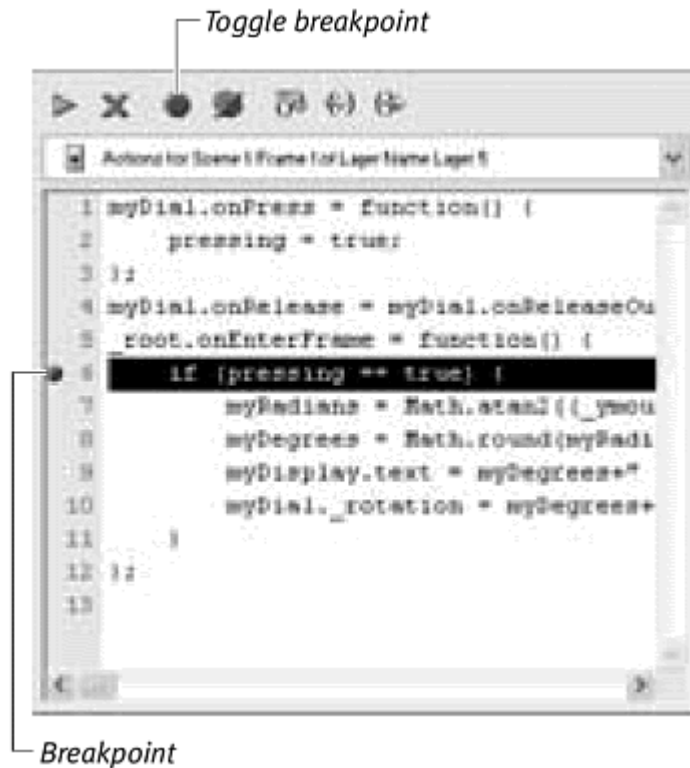 Toggle breakpoint
Actions for Scene 1: Frame 1 of Layer Name Layer 1
1 myDial.onPress = function() {
2 pressing = true;
3 };
4 myDial.onRelease = myDial.onReleaseOu
5 _root.onEnterFrame = function() {
6 if (pressing == true) {
7 myRadians = Math.atan2((_ymou
8 myDegrees = Math.round(myRadi
9 myDisplay.text = myDegrees+"
10 myDial._rotation = myDegrees+
11 }
12 };
13
Breakpoint